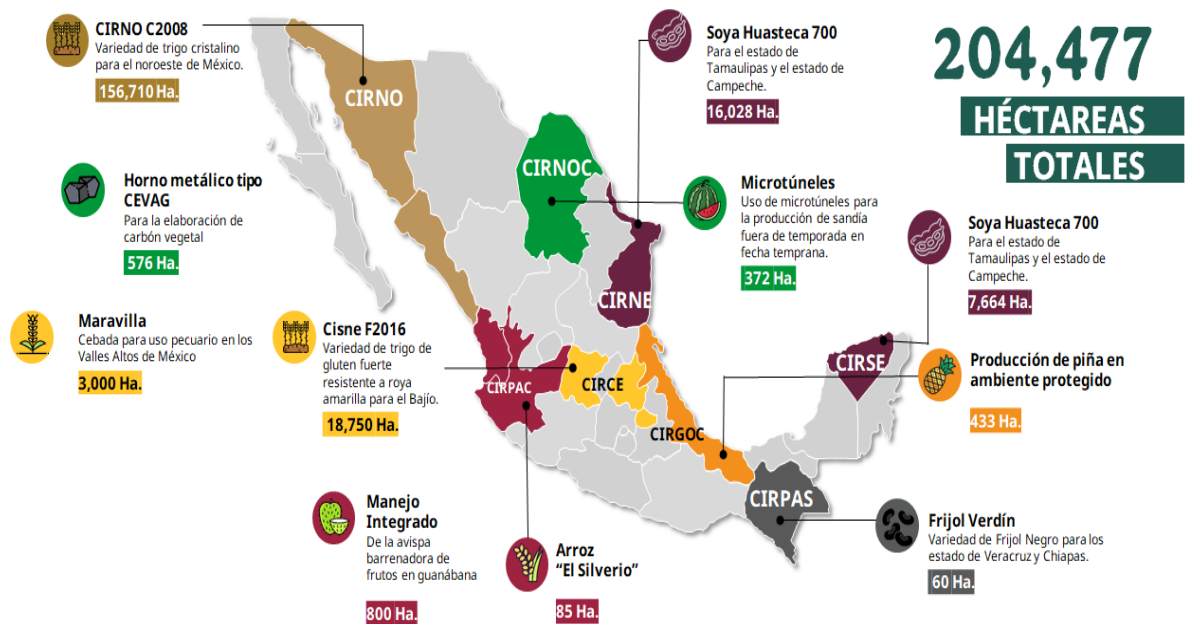 CIRNO C2008
Variedad de trigo cristalino
para el noroeste de México.
156,710 Ha.
Soya Huasteca 700
Para el estado de
Tamaulipas y el estado de
Campeche.
16,028 Ha.
204,477
HÉCTAREAS
TOTALES
CIRNO
CIRNOC
Horno metálico tipo
CEVAG
Para la elaboración de
carbón vegetal
576 Ha.
Microtúneles
Uso de microtúneles para
la producción de sandía
fuera de temporada en
fecha temprana.
372 Ha.
Soya Huasteca 700
Para el estado de
Tamaulipas y el estado de
Campeche.
7,664 Ha.
CIRNE
Maravilla
Cebada para uso pecuario en los
Valles Altos de México
3,000 Ha.
Cisne F2016
Variedad de trigo de
gluten fuerte
resistente a roya
amarilla para el Bajío.
18,750 Ha.
CIRPAC
CIRCE
CIRGOC
CIRSE
Producción de piña en
ambiente protegido
433 Ha.
CIRPAS
Manejo
Integrado
De la avispa
barrenadora de
frutos en guanábana
800 Ha.
Arroz
“El Silverio”
85 Ha.
Frijol Verdín
Variedad de Frijol Negro para los
estado de Veracruz y Chiapas.
60 Ha.